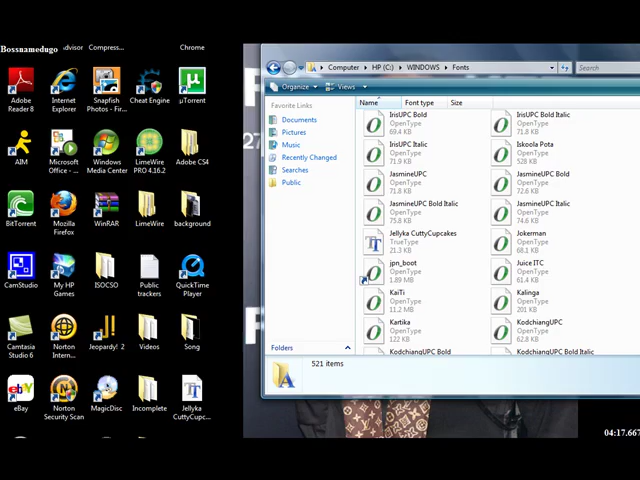 Bossnamedugo
Advisor
Compress...
Chrome
Adobe
Reader 8
Internet
Explorer
Snapfish
Photos - Fir...
Cheat Engine
µTorrent
AIM
Microsoft
Office - ...
Windows
Media Center
LimeWire
PRO 4.16.2
Adobe CS4
BitTorrent
Mozilla
Firefox
WinRAR
LimeWire
background
CamStudio
My HP
Games
ISOCSO
Public
trackers
QuickTime
Player
Camtasia
Studio 6
Norton
Intern...
Jeopardy! 2
Videos
Song
eBay
Norton
Security Scan
MagicDisc
Incomplete
Jellyka
CuttyCupc...
27
Computer HP (C:) WINDOWS Fonts
Search
Organize Views
Favorite Links
Documents
Pictures
Music
Recently Changed
Searches
Public
Folders
Name Font type Size
IrisUPC Bold
OpenType
69.4 KB
IrisUPC Bold Italic
OpenType
71.8 KB
IrisUPC Italic
OpenType
71.9 KB
Iskoola Pota
OpenType
528 KB
JasmineUPC
OpenType
73.8 KB
JasmineUPC Bold
OpenType
72.6 KB
JasmineUPC Bold Italic
OpenType
75.8 KB
JasmineUPC Italic
OpenType
74.6 KB
Jellyka CuttyCupcakes
TrueType
21.3 KB
Jokerman
OpenType
68.1 KB
jpn_boot
OpenType
1.89 MB
Juice ITC
OpenType
61.4 KB
KaiTi
OpenType
11.2 MB
Kalinga
OpenType
201 KB
Kartika
OpenType
122 KB
KodchiangUPC
OpenType
62.8 KB
KodchiangUPC Bold
KodchiangUPC Bold Italic
521 items
04:17.667